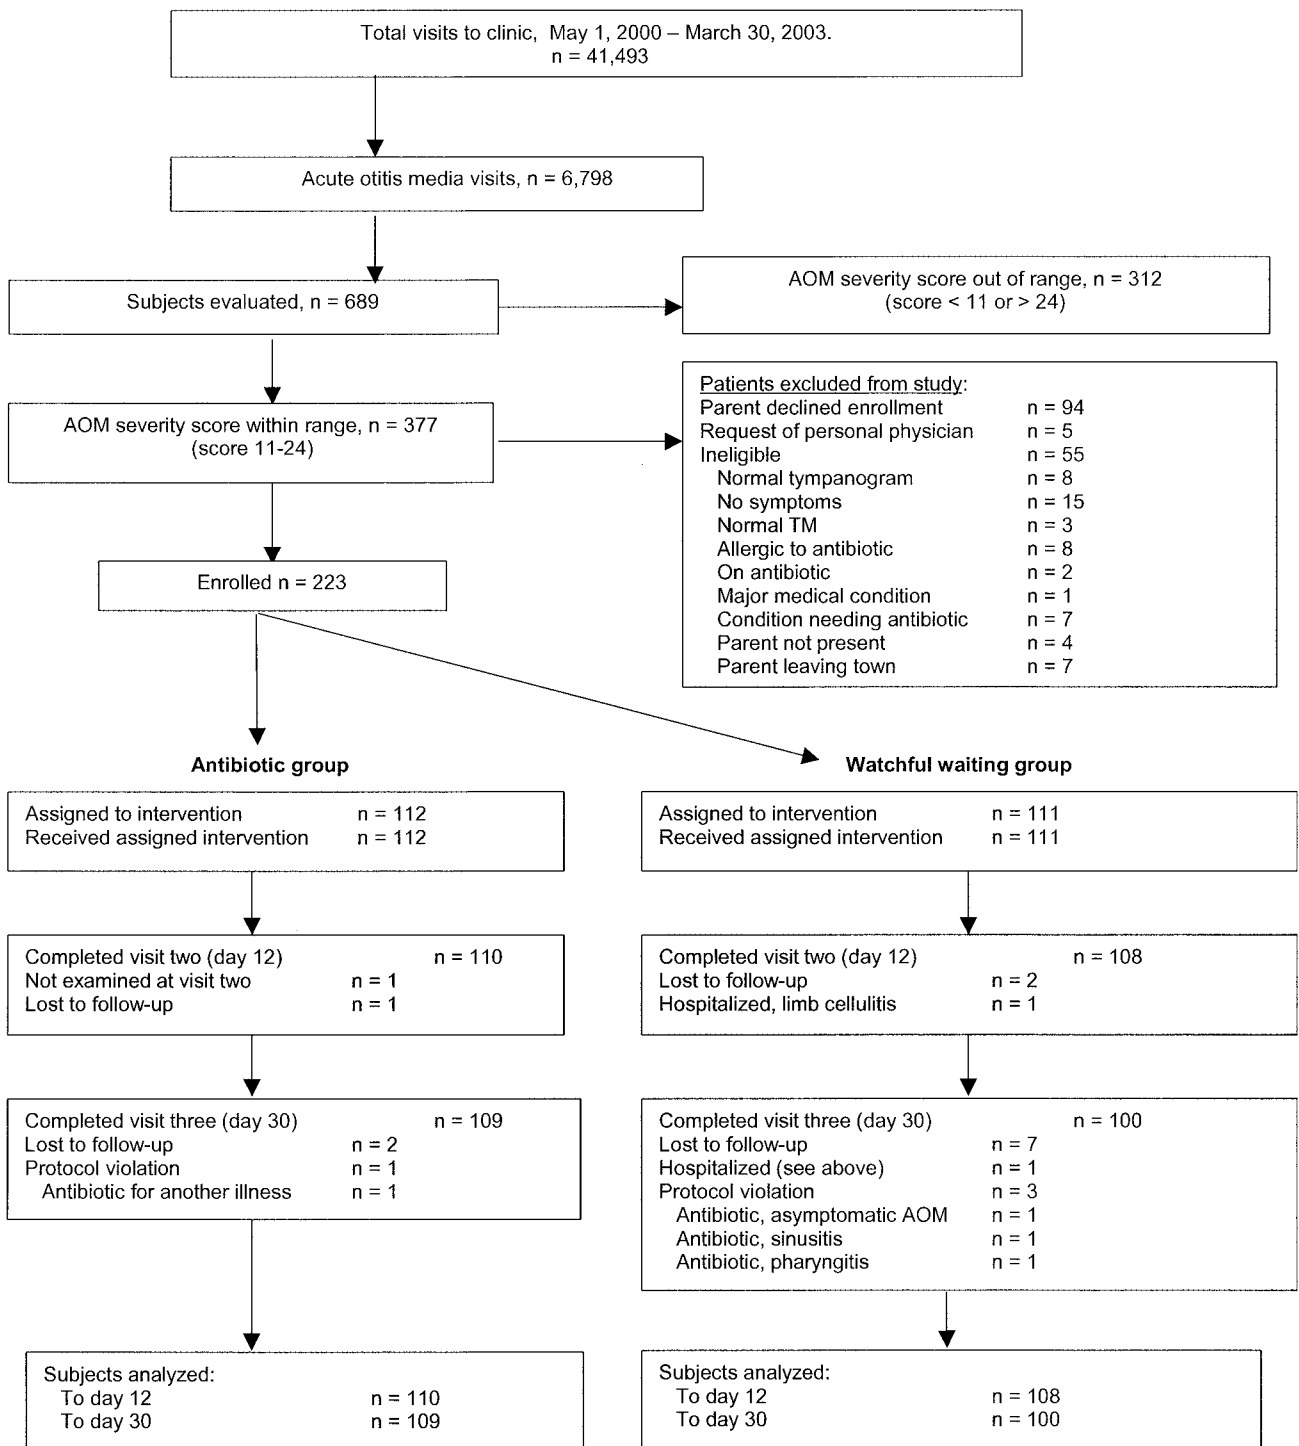 Total visits to clinic, May 1, 2000 – March 30, 2003.
n = 41,493
Acute otitis media visits, n = 6,798
Subjects evaluated, n = 689
AOM severity score out of range, n = 312
(score < 11 or > 24)
AOM severity score within range, n = 377
(score 11-24)
Patients excluded from study:
Parent declined enrollment n = 94
Request of personal physician n = 5
Ineligible n = 55
Normal tympanogram n = 8
No symptoms n = 15
Normal TM n = 3
Allergic to antibiotic n = 8
On antibiotic n = 2
Major medical condition n = 1
Condition needing antibiotic n = 7
Parent not present n = 4
Parent leaving town n = 7
Enrolled n = 223
Antibiotic group
Assigned to intervention n = 112
Received assigned intervention n = 112
Completed visit two (day 12) n = 110
Not examined at visit two n = 1
Lost to follow-up n = 1
Completed visit three (day 30) n = 109
Lost to follow-up n = 2
Protocol violation n = 1
Antibiotic for another illness n = 1
Subjects analyzed:
To day 12 n = 110
To day 30 n = 109
Watchful waiting group
Assigned to intervention n = 111
Received assigned intervention n = 111
Completed visit two (day 12) n = 108
Lost to follow-up n = 2
Hospitalized, limb cellulitis n = 1
Completed visit three (day 30) n = 100
Lost to follow-up n = 7
Hospitalized (see above) n = 1
Protocol violation n = 3
Antibiotic, asymptomatic AOM n = 1
Antibiotic, sinusitis n = 1
Antibiotic, pharyngitis n = 1
Subjects analyzed:
To day 12 n = 108
To day 30 n = 100